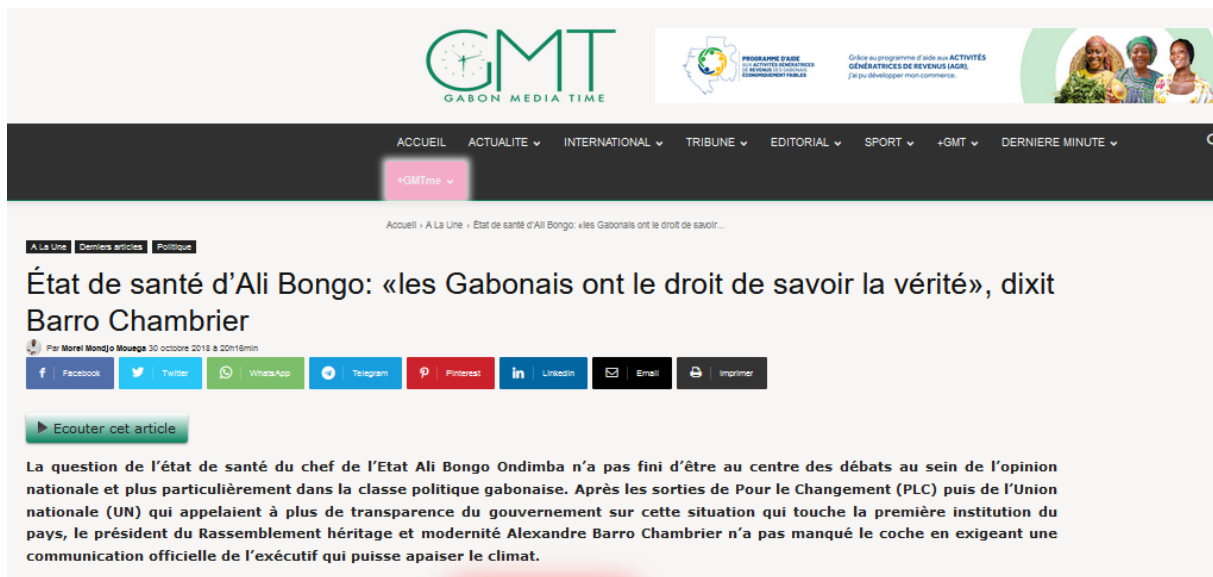 GMT
GABON MEDIA TIME
PROGRAMME D'AIDE
AUX ACTIVITÉS GÉNÉRATRICES
DE REVENUS DES GABONAIS
ÉCONOMIQUEMENT FAIBLES
Grâce au programme d'aide aux ACTIVITÉS
GÉNÉRATRICES DE REVENUS (AGR),
j'ai pu développer mon commerce.
ACCUEIL ACTUALITE INTERNATIONAL TRIBUNE EDITORIAL SPORT +GMT DERNIERE MINUTE
+GMTme
Accueil › A La Une › État de santé d'Ali Bongo: «les Gabonais ont le droit de savoir...
A La Une Derniers articles Politique
État de santé d'Ali Bongo: «les Gabonais ont le droit de savoir la vérité», dixit
Barro Chambrier
Par Morel Mondjo Mouega 30 octobre 2018 à 20h16min
Facebook Twitter WhatsApp Telegram Pinterest Linkedin Email Imprimer
Ecouter cet article
La question de l'état de santé du chef de l'Etat Ali Bongo Ondimba n'a pas fini d'être au centre des débats au sein de l'opinion
nationale et plus particulièrement dans la classe politique gabonaise. Après les sorties de Pour le Changement (PLC) puis de l'Union
nationale (UN) qui appelaient à plus de transparence du gouvernement sur cette situation qui touche la première institution du
pays, le président du Rassemblement héritage et modernité Alexandre Barro Chambrier n'a pas manqué le coche en exigeant une
communication officielle de l'exécutif qui puisse apaiser le climat.